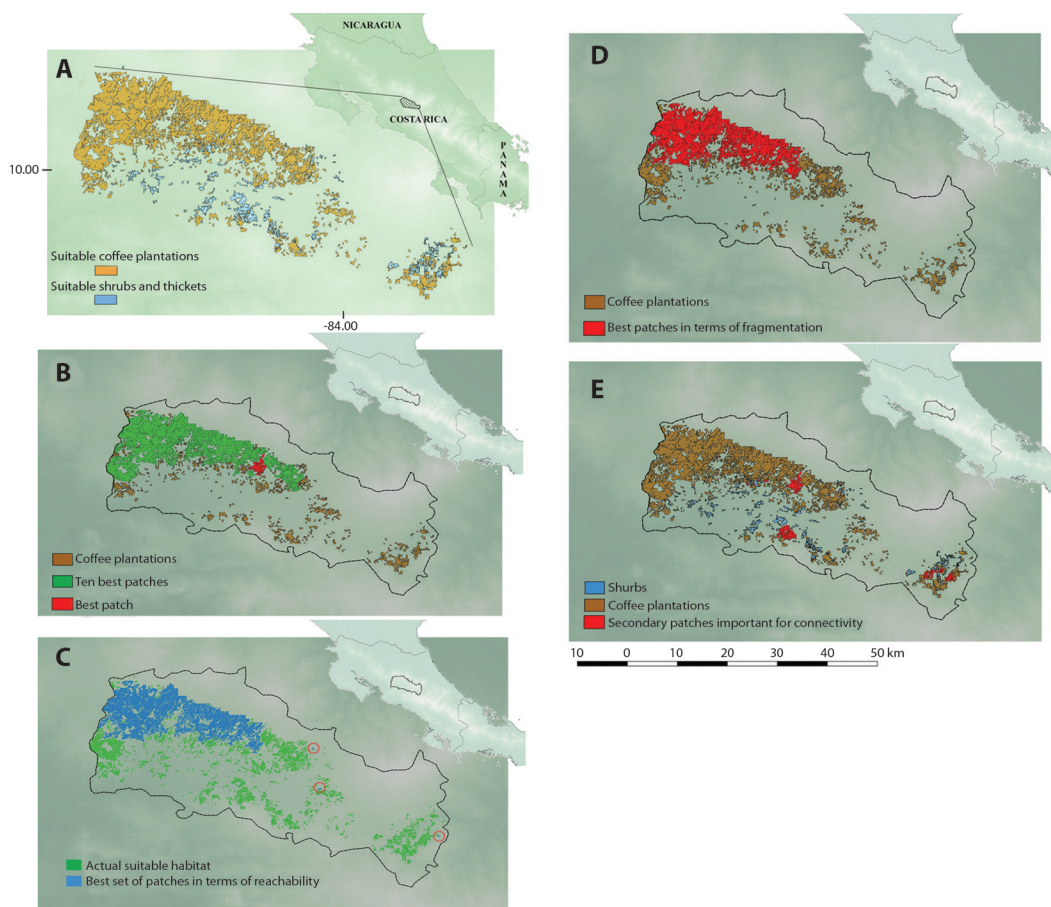 A
NICARAGUA
COSTA RICA
PANAMA
10.00
Suitable coffee plantations
Suitable shrubs and thickets
-84.00
B
Coffee plantations
Ten best patches
Best patch
C
Actual suitable habitat
Best set of patches in terms of reachability
D
Coffee plantations
Best patches in terms of fragmentation
E
Shurbs
Coffee plantations
Secondary patches important for connectivity
10 0 10 20 30 40 50 km